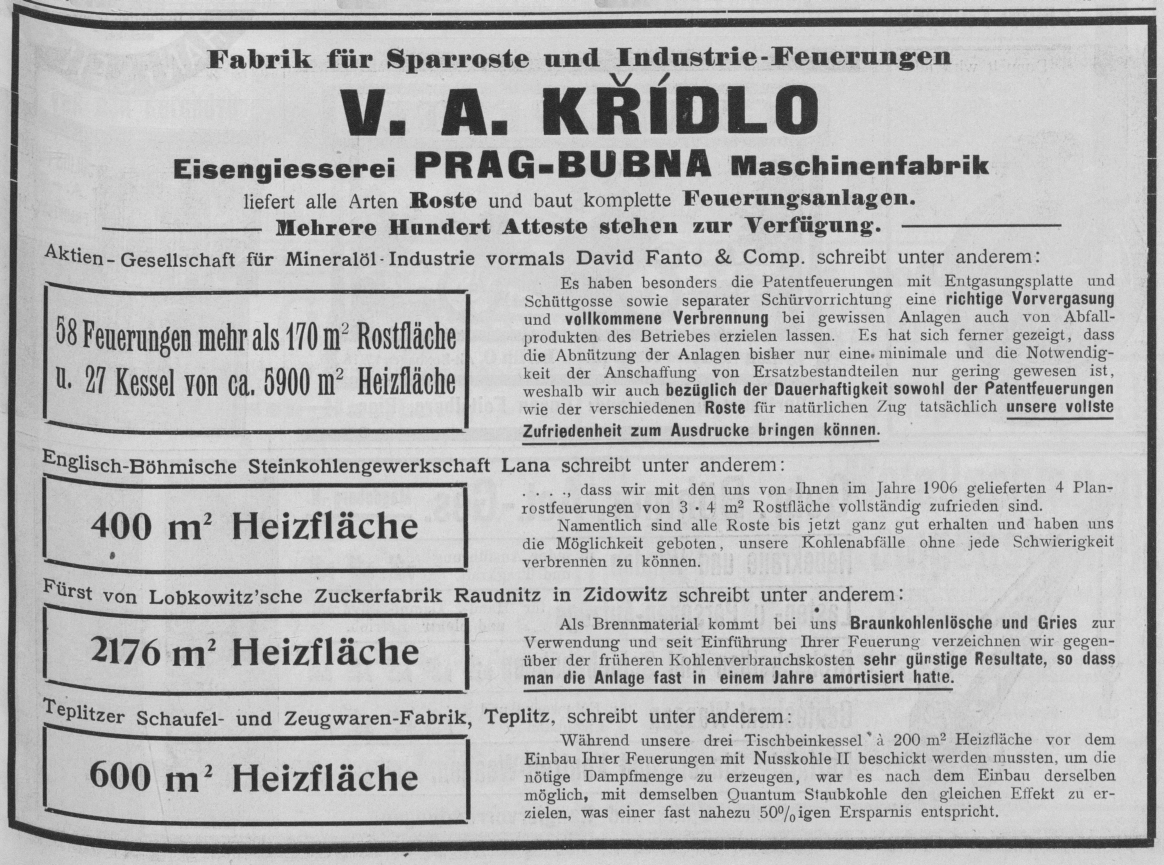 Fabrik für Sparroste und Industrie-Feuerungen
V. A. KŘÍDLO
Eisengiesserei PRAG-BUBNA Maschinenfabrik
liefert alle Arten Roste und baut komplette Feuerungsanlagen.
Mehrere Hundert Atteste stehen zur Verfügung.
Aktien-Gesellschaft für Mineralöl-Industrie vormals David Fanto & Comp. schreibt unter anderem:
58 Feuerungen mehr als 170 m² Rostfläche
u. 27 Kessel von ca. 5900 m² Heizfläche
Es haben besonders die Patentfeuerungen mit Entgasungsplatte und
Schüttgosse sowie separater Schürvorrichtung eine richtige Vorvergasung
und vollkommene Verbrennung bei gewissen Anlagen auch von Abfall-
produkten des Betriebes erzielen lassen. Es hat sich ferner gezeigt, dass
die Abnützung der Anlagen bisher nur eine minimale und die Notwendig-
keit der Anschaffung von Ersatzbestandteilen nur gering gewesen ist,
weshalb wir auch bezüglich der Dauerhaftigkeit sowohl der Patentfeuerungen
wie der verschiedenen Roste für natürlichen Zug tatsächlich unsere vollste
Zufriedenheit zum Ausdrucke bringen können.
Englisch-Böhmische Steinkohlengewerkschaft Lana schreibt unter anderem:
400 m² Heizfläche
. . . ., dass wir mit den uns von Ihnen im Jahre 1906 gelieferten 4 Plan-
rostfeuerungen von 3·4 m² Rostfläche vollständig zufrieden sind.
Namentlich sind alle Roste bis jetzt ganz gut erhalten und haben uns
die Möglichkeit geboten, unsere Kohlenabfälle ohne jede Schwierigkeit
verbrennen zu können.
Fürst von Lobkowitz'sche Zuckerfabrik Raudnitz in Zidowitz schreibt unter anderem:
2176 m² Heizfläche
Als Brennmaterial kommt bei uns Braunkohlenlösche und Gries zur
Verwendung und seit Einführung Ihrer Feuerung verzeichnen wir gegen-
über der früheren Kohlenverbrauchskosten sehr günstige Resultate, so dass
man die Anlage fast in einem Jahre amortisiert hatte.
Teplitzer Schaufel- und Zeugwaren-Fabrik, Teplitz, schreibt unter anderem:
600 m² Heizfläche
Während unsere drei Tischbeinkessel à 200 m² Heizfläche vor dem
Einbau Ihrer Feuerungen mit Nusskohle II beschickt werden mussten, um die
nötige Dampfmenge zu erzeugen, war es nach dem Einbau derselben
möglich, mit demselben Quantum Staubkohle den gleichen Effekt zu er-
zielen, was einer fast nahezu 50%igen Ersparnis entspricht.